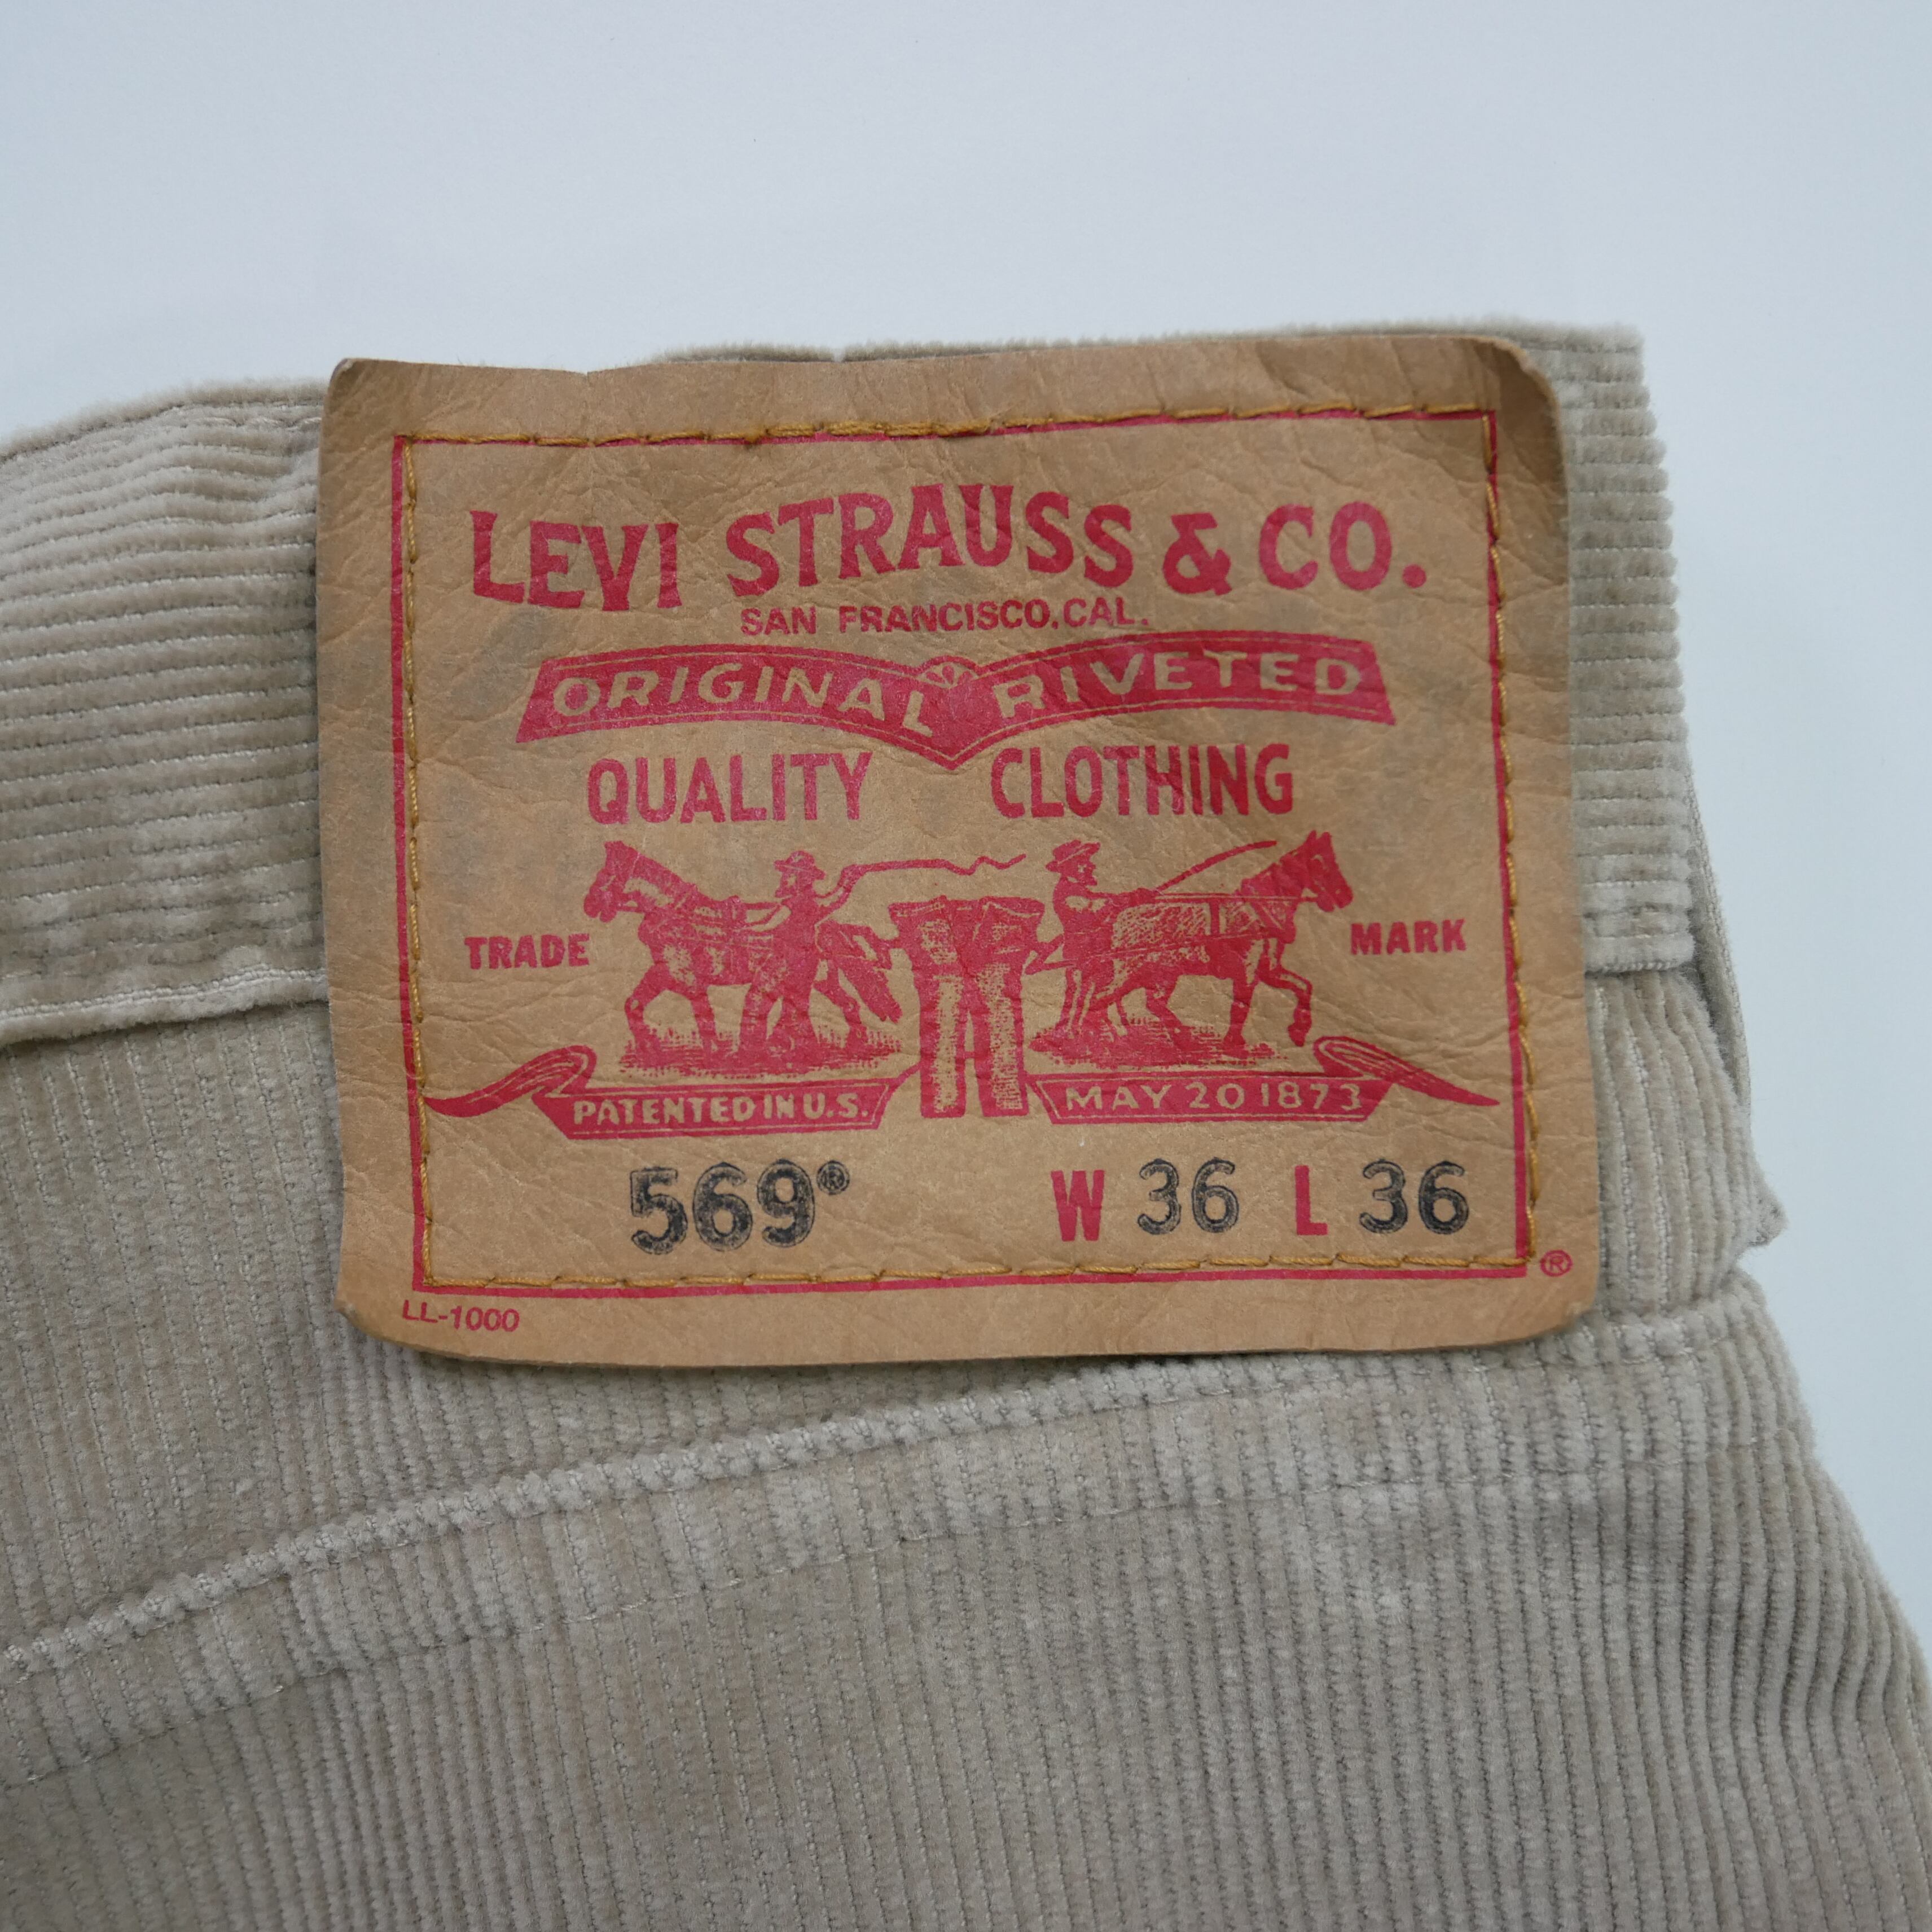 LEVI STRAUSS & CO.
SAN FRANCISCO, CAL.
ORIGINAL RIVETED
QUALITY CLOTHING
TRADE MARK
PATENTED IN U.S. MAY 20 1873
569® W 36 L 36
®
LL-1000